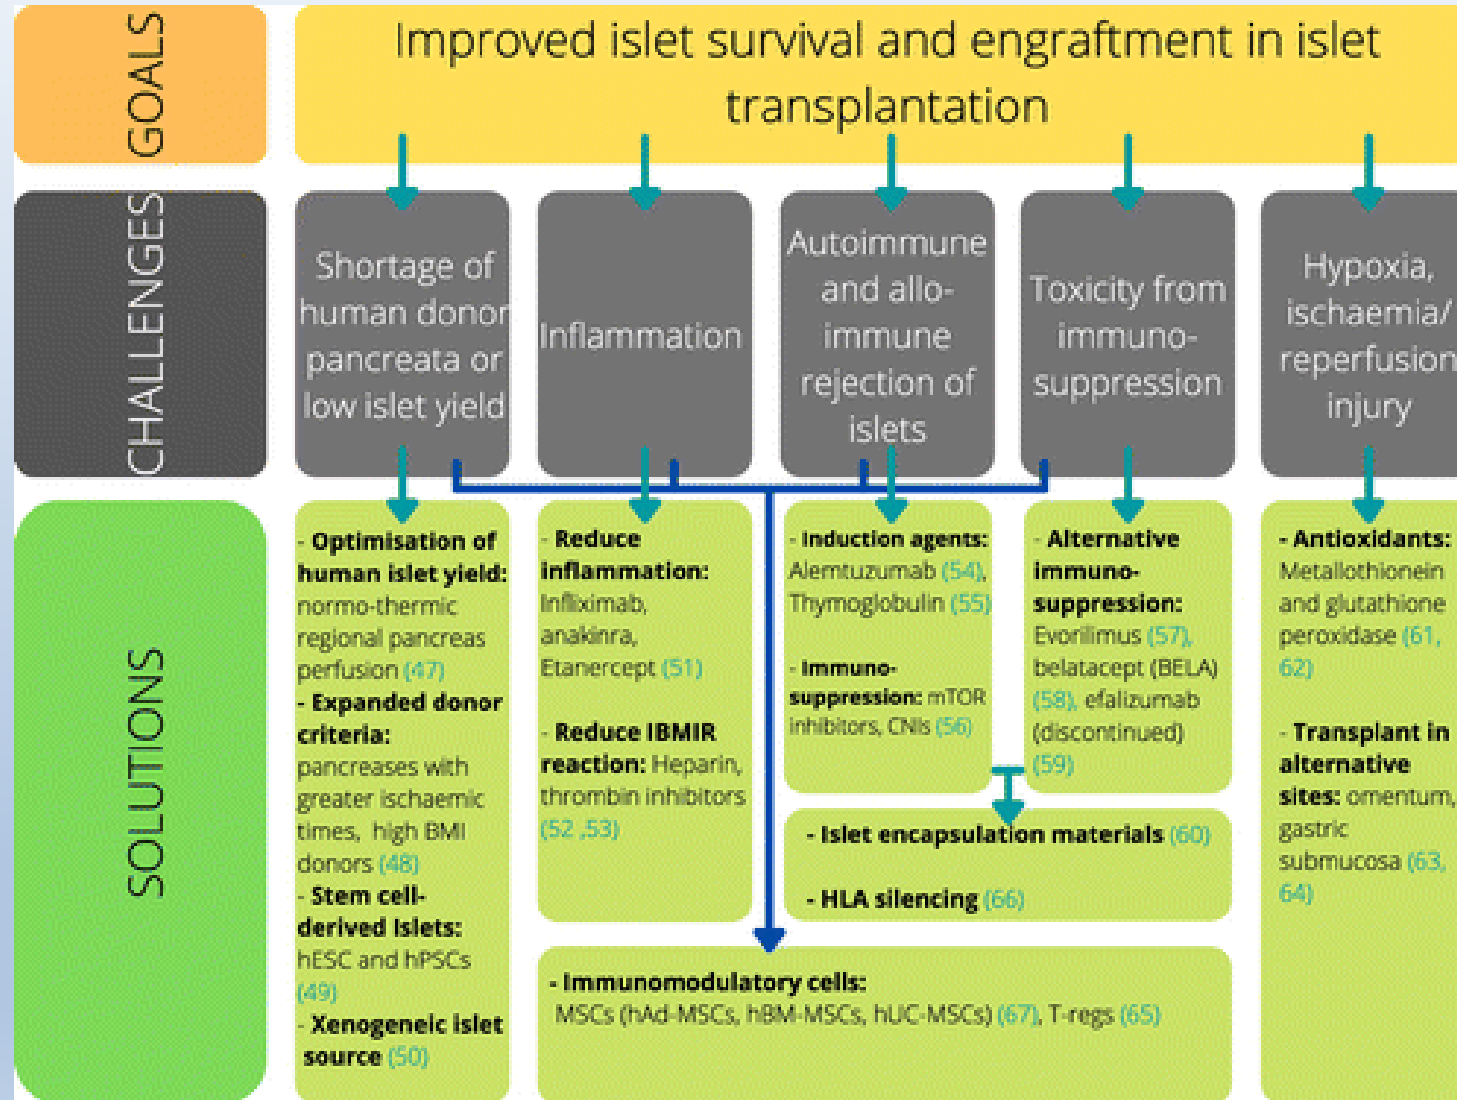 GOALS
Improved islet survival and engraftment in islet
transplantation
CHALLENGES
Shortage of
human donor
pancreata or
low islet yield
Inflammation
Autoimmune
and allo-
immune
rejection of
islets
Toxicity from
immuno-
suppression
Hypoxia,
ischaemia/
reperfusion
injury
SOLUTIONS
- Optimisation of
human islet yield:
normo-thermic
regional pancreas
perfusion (47)
- Expanded donor
criteria:
pancreases with
greater ischaemic
times, high BMI
donors (48)
- Stem cell-
derived Islets:
hESC and hPSCs
(49)
- Xenogeneic islet
source (50)
- Reduce
inflammation:
Infliximab,
anakinra,
Etanercept (51)
- Reduce IBMIR
reaction: Heparin,
thrombin inhibitors
(52 ,53)
- Induction agents:
Alemtuzumab (54),
Thymoglobulin (55)
- Immuno-
suppression: mTOR
inhibitors, CNIs (56)
- Alternative
immuno-
suppression:
Evorilimus (57),
belatacept (BELA)
(58), efalizumab
(discontinued)
(59)
- Islet encapsulation materials (60)
- HLA silencing (66)
- Immunomodulatory cells:
MSCs (hAd-MSCs, hBM-MSCs, hUC-MSCs) (67), T-regs (65)
- Antioxidants:
Metallothionein
and glutathione
peroxidase (61,
62)
- Transplant in
alternative
sites: omentum,
gastric
submucosa (63,
64)